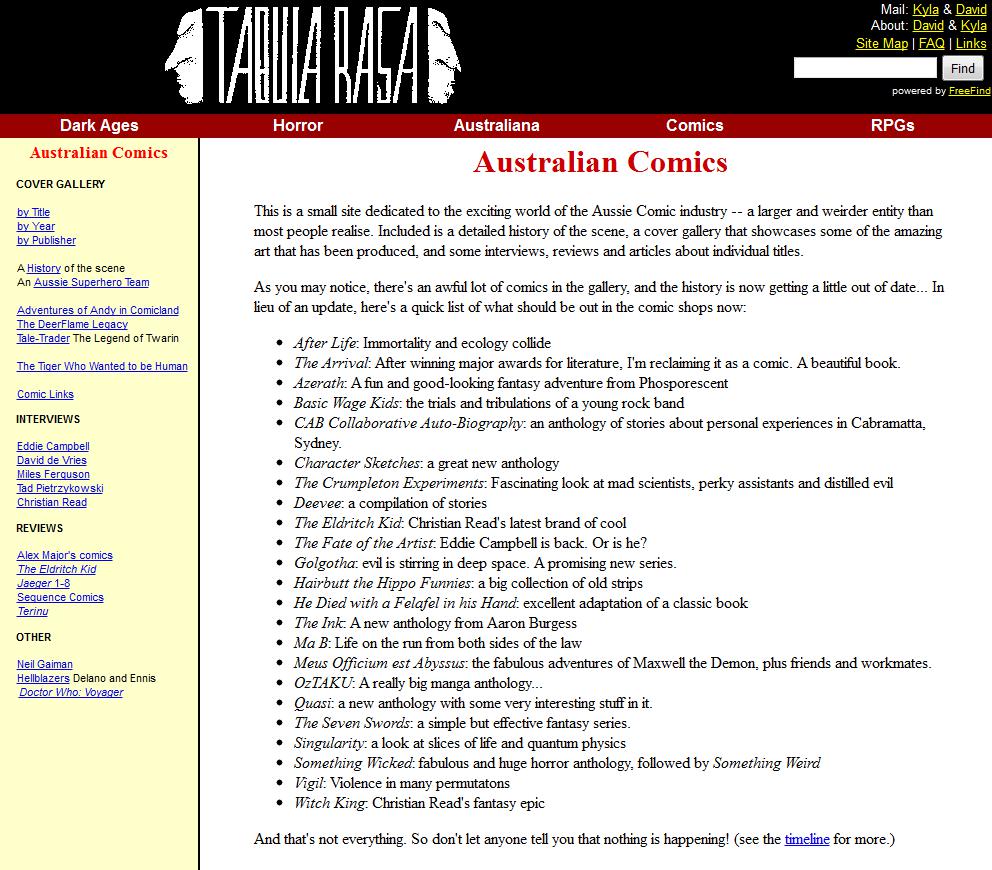 TABULA RASA
Mail: Kyla & David
About: David & Kyla
Site Map | FAQ | Links
Find
powered by FreeFind
Dark Ages Horror Australiana Comics RPGs
Australian Comics
COVER GALLERY
by Title
by Year
by Publisher
A History of the scene
An Aussie Superhero Team
Adventures of Andy in Comicland
The DeerFlame Legacy
Tale-Trader The Legend of Twarin
The Tiger Who Wanted to be Human
Comic Links
INTERVIEWS
Eddie Campbell
David de Vries
Miles Ferguson
Tad Pietrzykowski
Christian Read
REVIEWS
Alex Major's comics
The Eldritch Kid
Jaeger 1-8
Sequence Comics
Terinu
OTHER
Neil Gaiman
Hellblazers Delano and Ennis
Doctor Who: Voyager
Australian Comics
This is a small site dedicated to the exciting world of the Aussie Comic industry -- a larger and weirder entity than
most people realise. Included is a detailed history of the scene, a cover gallery that showcases some of the amazing
art that has been produced, and some interviews, reviews and articles about individual titles.
As you may notice, there's an awful lot of comics in the gallery, and the history is now getting a little out of date... In
lieu of an update, here's a quick list of what should be out in the comic shops now:
• After Life: Immortality and ecology collide
• The Arrival: After winning major awards for literature, I'm reclaiming it as a comic. A beautiful book.
• Azerath: A fun and good-looking fantasy adventure from Phosporescent
• Basic Wage Kids: the trials and tribulations of a young rock band
• CAB Collaborative Auto-Biography: an anthology of stories about personal experiences in Cabramatta,
Sydney.
• Character Sketches: a great new anthology
• The Crumpleton Experiments: Fascinating look at mad scientists, perky assistants and distilled evil
• Deevee: a compilation of stories
• The Eldritch Kid: Christian Read's latest brand of cool
• The Fate of the Artist: Eddie Campbell is back. Or is he?
• Golgotha: evil is stirring in deep space. A promising new series.
• Hairbutt the Hippo Funnies: a big collection of old strips
• He Died with a Felafel in his Hand: excellent adaptation of a classic book
• The Ink: A new anthology from Aaron Burgess
• Ma B: Life on the run from both sides of the law
• Meus Officium est Abyssus: the fabulous adventures of Maxwell the Demon, plus friends and workmates.
• OzTAKU: A really big manga anthology...
• Quasi: a new anthology with some very interesting stuff in it.
• The Seven Swords: a simple but effective fantasy series.
• Singularity: a look at slices of life and quantum physics
• Something Wicked: fabulous and huge horror anthology, followed by Something Weird
• Vigil: Violence in many permutatons
• Witch King: Christian Read's fantasy epic
And that's not everything. So don't let anyone tell you that nothing is happening! (see the timeline for more.)